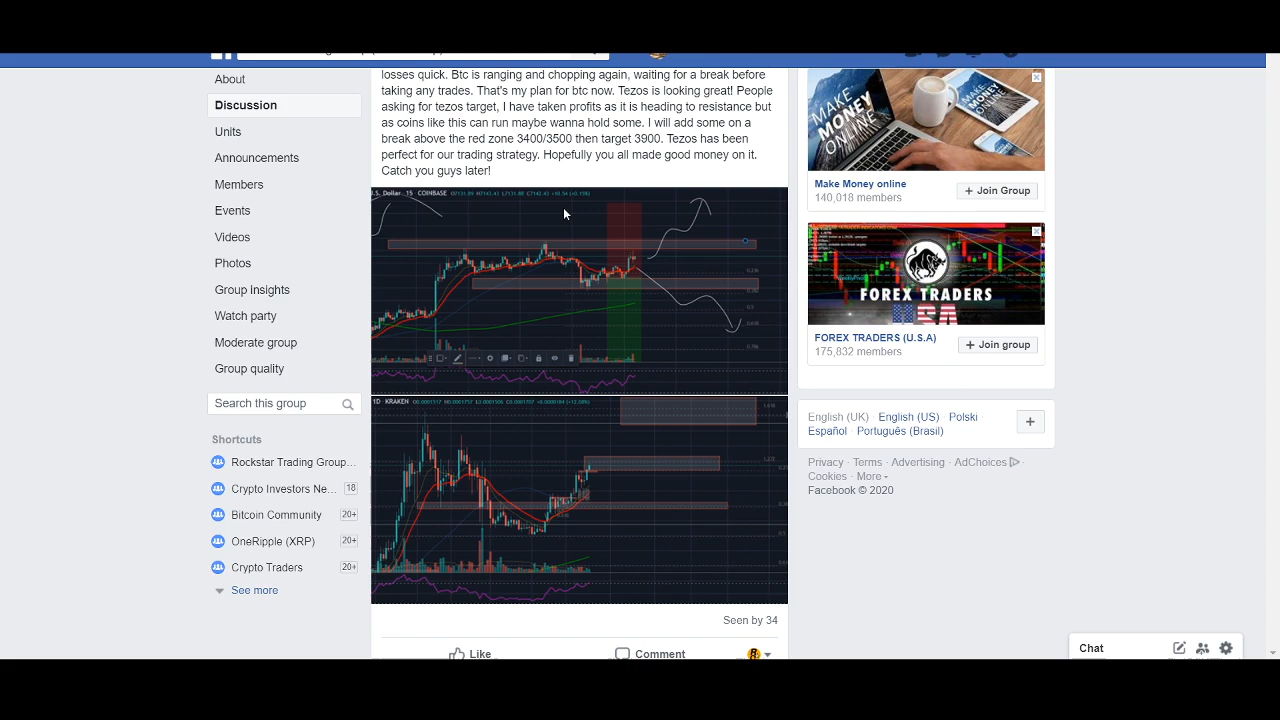 About
Discussion
Units
Announcements
Members
Events
Videos
Photos
Group insights
Watch party
Moderate group
Group quality
Search this group
Shortcuts
Rockstar Trading Group...
Crypto Investors Ne... 18
Bitcoin Community 20+
OneRipple (XRP) 20+
Crypto Traders 20+
See more
losses quick. Btc is ranging and chopping again, waiting for a break before
taking any trades. That's my plan for btc now. Tezos is looking great! People
asking for tezos target, I have taken profits as it is heading to resistance but
as coins like this can run maybe wanna hold some. I will add some on a
break above the red zone 3400/3500 then target 3900. Tezos has been
perfect for our trading strategy. Hopefully you all made good money on it.
Catch you guys later!
U.S. Dollar 15 COINBASE
1D KRAKEN
Seen by 34
Like
Comment
MAKE
MONEY
ONLINE
MAKE
MONEY
ONLINE
Make Money online
+ Join Group
140,018 members
FOREX TRADERS
USA
FOREX TRADERS (U.S.A)
+ Join group
175,832 members
English (UK) · English (US) · Polski
Español · Português (Brasil)
+
Privacy · Terms · Advertising · AdChoices ·
Cookies · More
Facebook © 2020
Chat